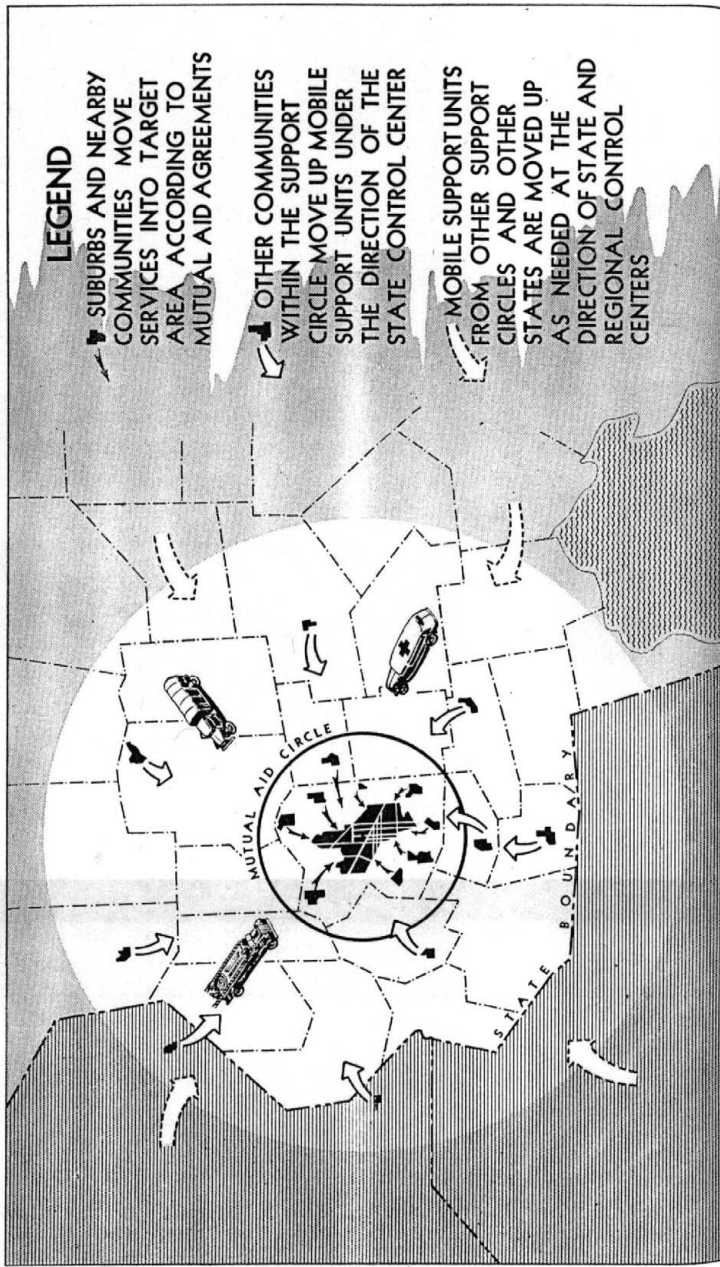 LEGEND
SUBURBS AND NEARBY
COMMUNITIES MOVE
SERVICES INTO TARGET
AREA ACCORDING TO
MUTUAL AID AGREEMENTS
OTHER COMMUNITIES
WITHIN THE SUPPORT
CIRCLE MOVE UP MOBILE
SUPPORT UNITS UNDER
THE DIRECTION OF THE
STATE CONTROL CENTER
MOBILE SUPPORT UNITS
FROM OTHER SUPPORT
CIRCLES AND OTHER
STATES ARE MOVED UP
AS NEEDED AT THE
DIRECTION OF STATE AND
REGIONAL CONTROL
CENTERS
MUTUAL AID CIRCLE
STATE BOUNDARY